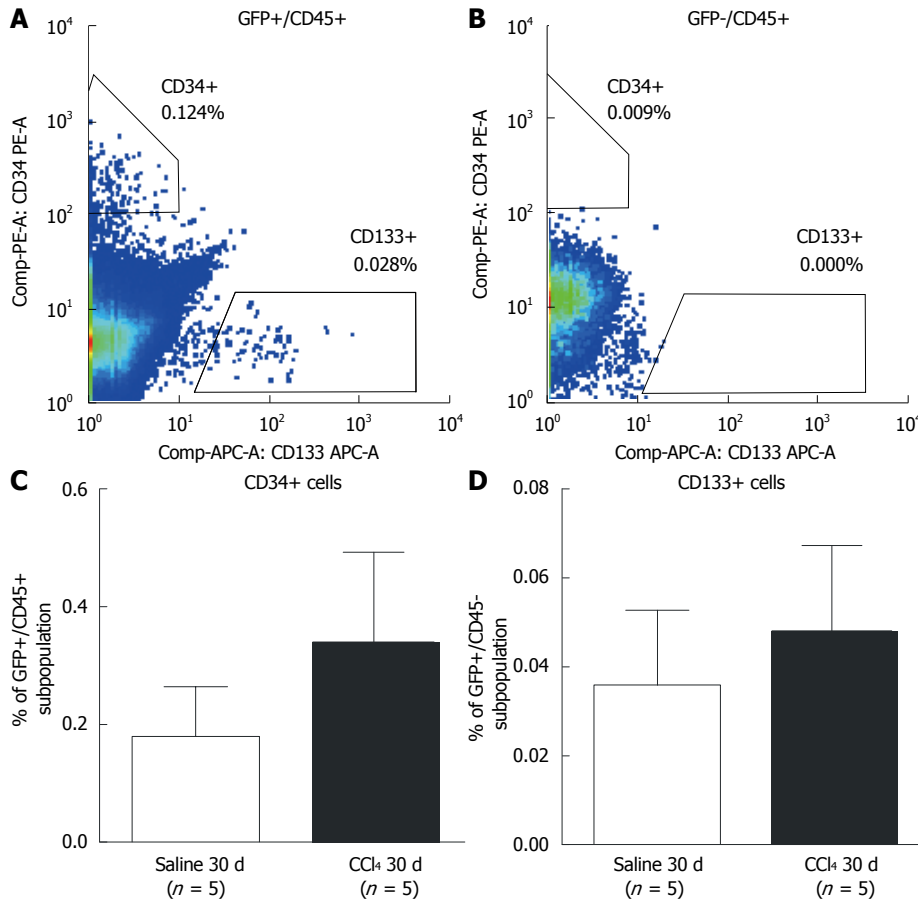 A
GFP+/CD45+
10⁴
10³
10²
10¹
10⁰
Comp-PE-A: CD34 PE-A
CD34+
0.124%
CD133+
0.028%
10⁰ 10¹ 10² 10³ 10⁴
Comp-APC-A: CD133 APC-A
B
GFP-/CD45+
10⁴
10³
10²
10¹
10⁰
Comp-PE-A: CD34 PE-A
CD34+
0.009%
CD133+
0.000%
10⁰ 10¹ 10² 10³ 10⁴
Comp-APC-A: CD133 APC-A
C
CD34+ cells
0.6
0.4
0.2
0.0
% of GFP+/CD45+
subpopulation
Saline 30 d
(n = 5)
CCl₄ 30 d
(n = 5)
D
CD133+ cells
0.08
0.06
0.04
0.02
0.00
% of GFP+/CD45-
subpopulation
Saline 30 d
(n = 5)
CCl₄ 30 d
(n = 5)